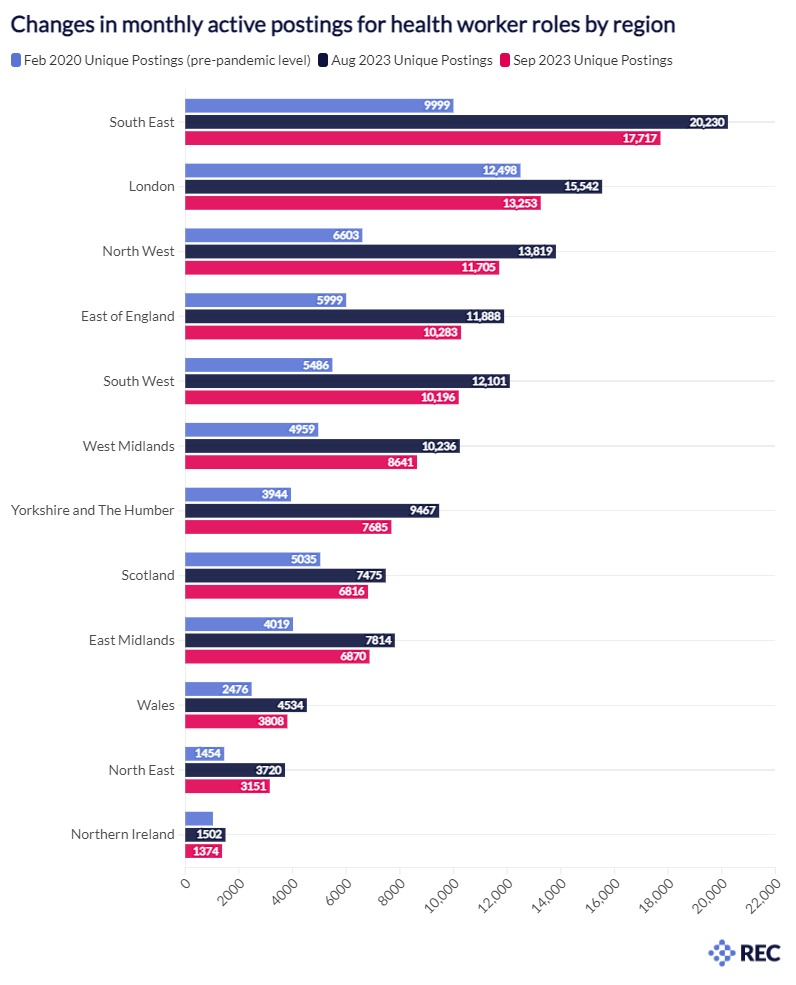 Changes in monthly active postings for health worker roles by region
Feb 2020 Unique Postings (pre-pandemic level) Aug 2023 Unique Postings Sep 2023 Unique Postings
9999
South East 20,230
17,717
12,498
London 15,542
13,253
6603
North West 13,819
11,705
5999
East of England 11,888
10,283
5486
South West 12,101
10,196
4959
West Midlands 10,236
8641
3944
Yorkshire and The Humber 9467
7685
5035
Scotland 7475
6816
4019
East Midlands 7814
6870
2476
Wales 4534
3808
1454
North East 3720
3151
Northern Ireland 1502
1374
0 2000 4000 6000 8000 10,000 12,000 14,000 16,000 18,000 20,000 22,000
REC